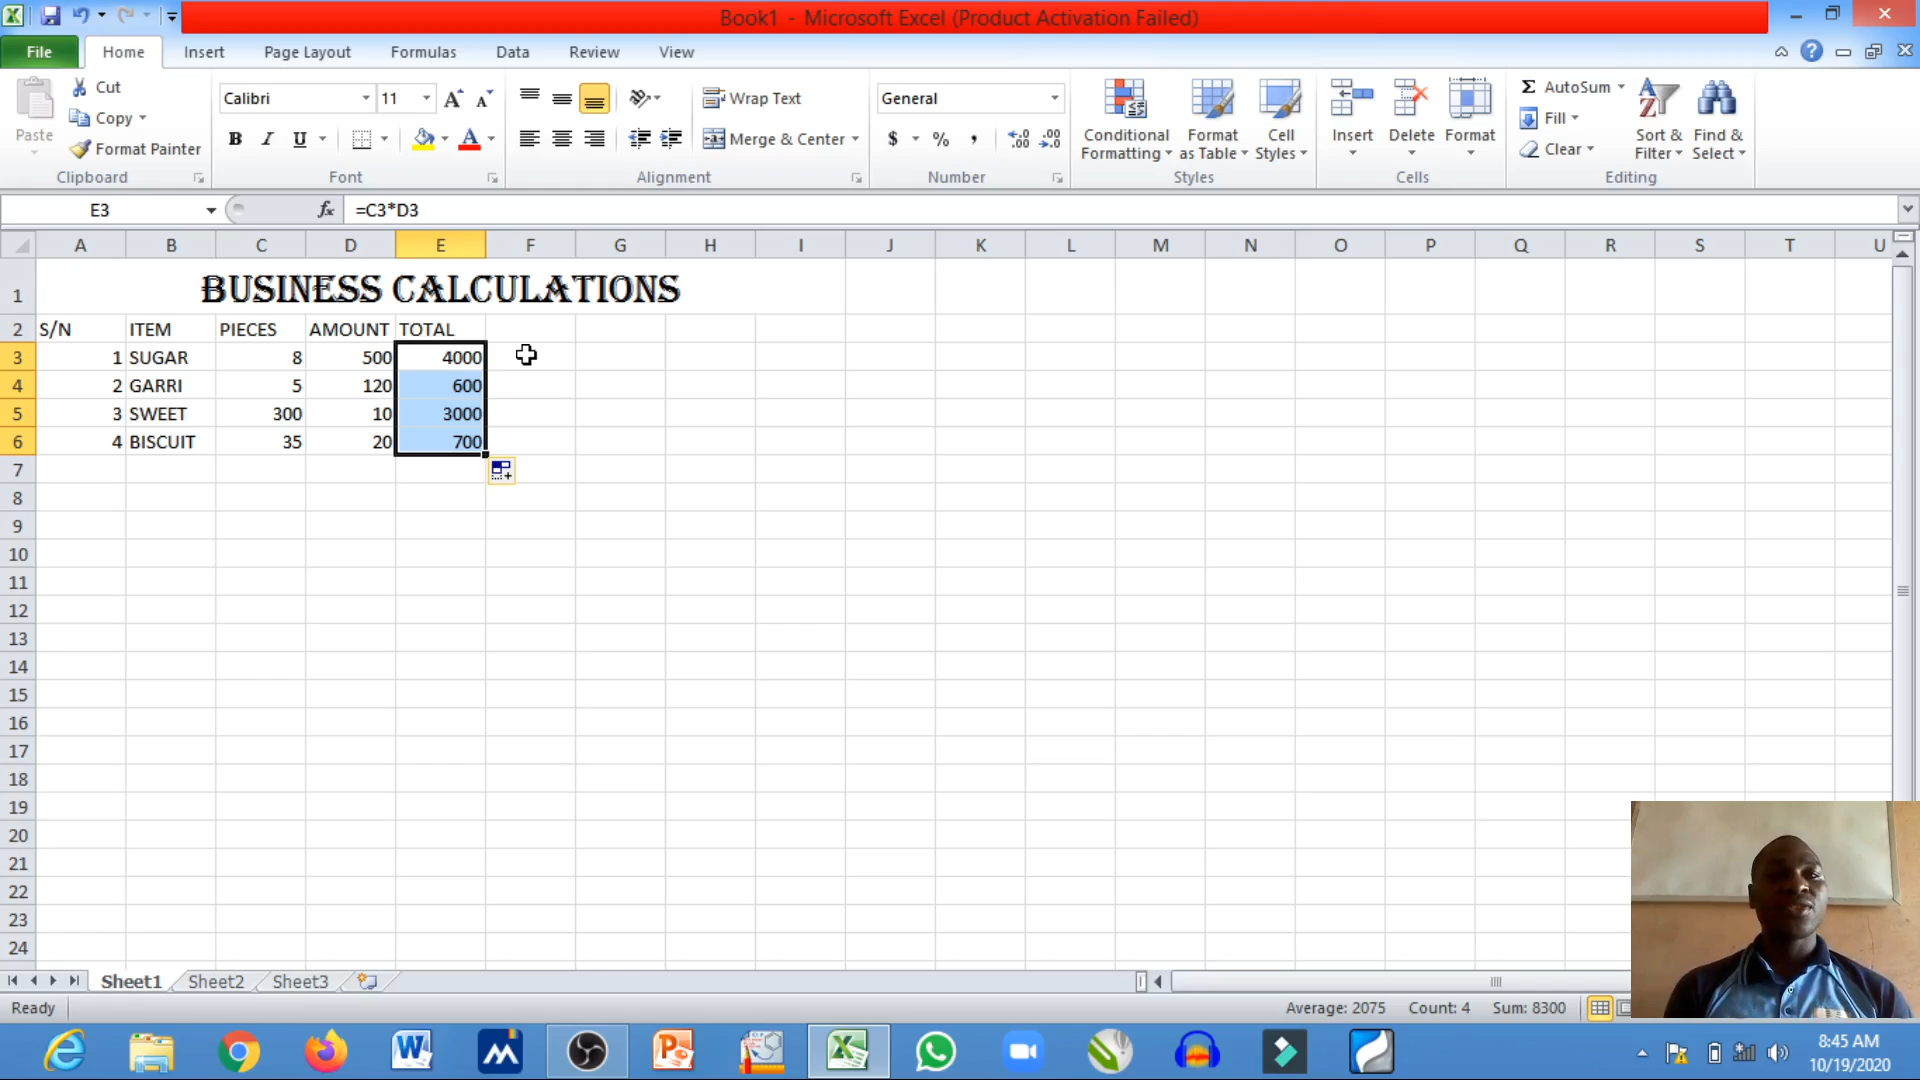 Book1 - Microsoft Excel (Product Activation Failed)
File Home Insert Page Layout Formulas Data Review View
Paste
Cut
Copy
Format Painter
Clipboard
Calibri 11
B I U A
Font
Wrap Text
Merge & Center
Alignment
General
$ % ,
Number
Conditional Formatting
Format as Table
Cell Styles
Styles
Insert Delete Format
Cells
Σ AutoSum
Fill
Clear
Sort & Filter
Find & Select
Editing
E3 fx =C3*D3
A B C D E F G H I J K L M N O P Q R S T U
1 BUSINESS CALCULATIONS
2 S/N ITEM PIECES AMOUNT TOTAL
3 1 SUGAR 8 500 4000
4 2 GARRI 5 120 600
5 3 SWEET 300 10 3000
6 4 BISCUIT 35 20 700
7
8
9
10
11
12
13
14
15
16
17
18
19
20
21
22
23
24
Sheet1 Sheet2 Sheet3
Ready Average: 2075 Count: 4 Sum: 8300
8:45 AM
10/19/2020